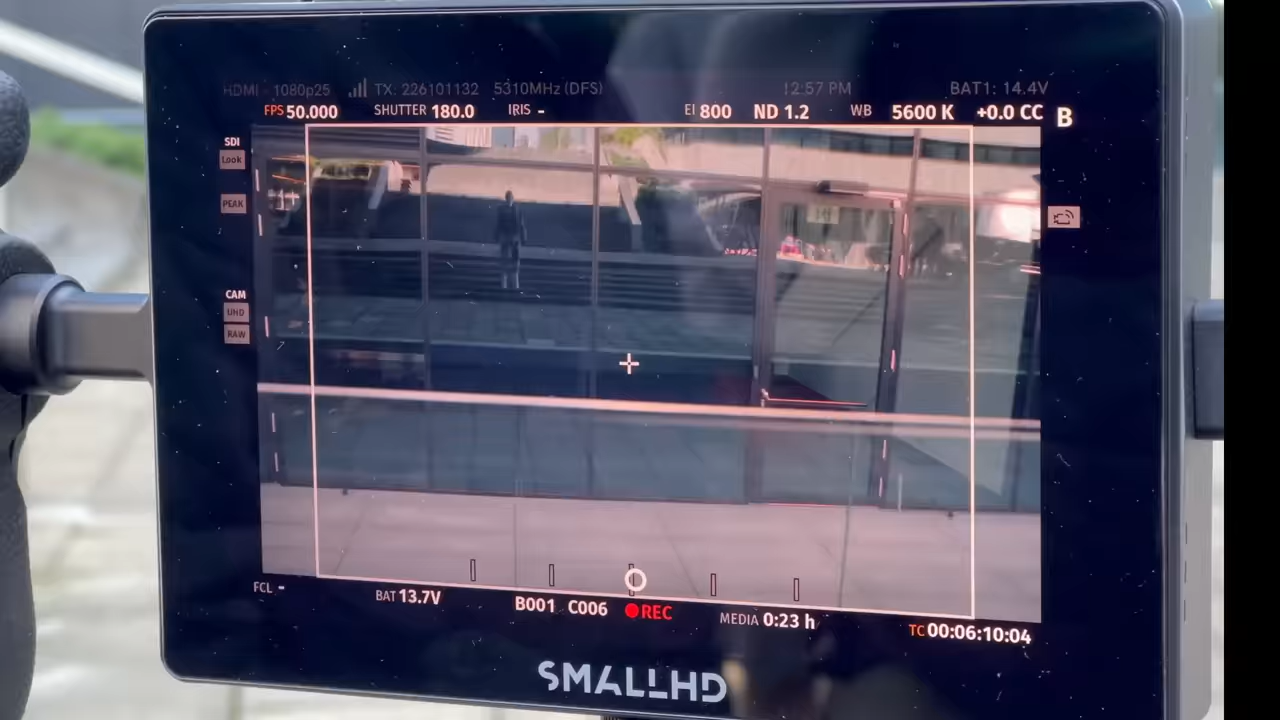 HDMI - 1080p25 TX: 226101132 5310MHz (DFS) 12:57 PM BAT1: 14.4V
FPS 50.000 SHUTTER 180.0 IRIS - EI 800 ND 1.2 WB 5600 K +0.0 CC B
SDI
Look
PEAK
CAM
UHD
RAW
FCL - BAT 13.7V B001 C006 REC MEDIA 0:23 h TC 00:06:10:04
SMALLHD